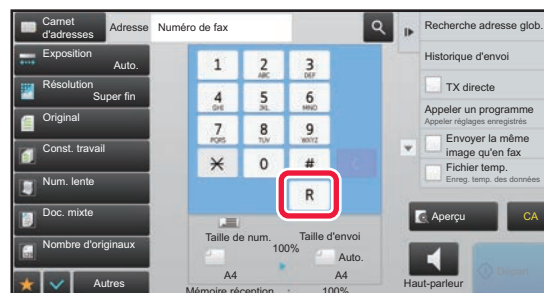 Carnet
d'adresses
Adresse
Numéro de fax
Exposition
Auto.
Résolution
Super fin
Original
Const. travail
Num. lente
Doc. mixte
Nombre d'originaux
Autres
1
2
ABC
3
DEF
4
GHI
5
JKL
6
MNO
7
PQRS
8
TUV
9
WXYZ
0
#
C
R
Taille de num.
Taille d'envoi
100%
Auto.
A4
A4
Mémoire réception : 100%
Recherche adresse glob.
Historique d'envoi
TX directe
Appeler un programme
Appeler réglages enregistrés
Envoyer la même
image qu'en fax
Fichier temp.
Enreg. temp. des données
Aperçu
CA
Haut-parleur
Départ